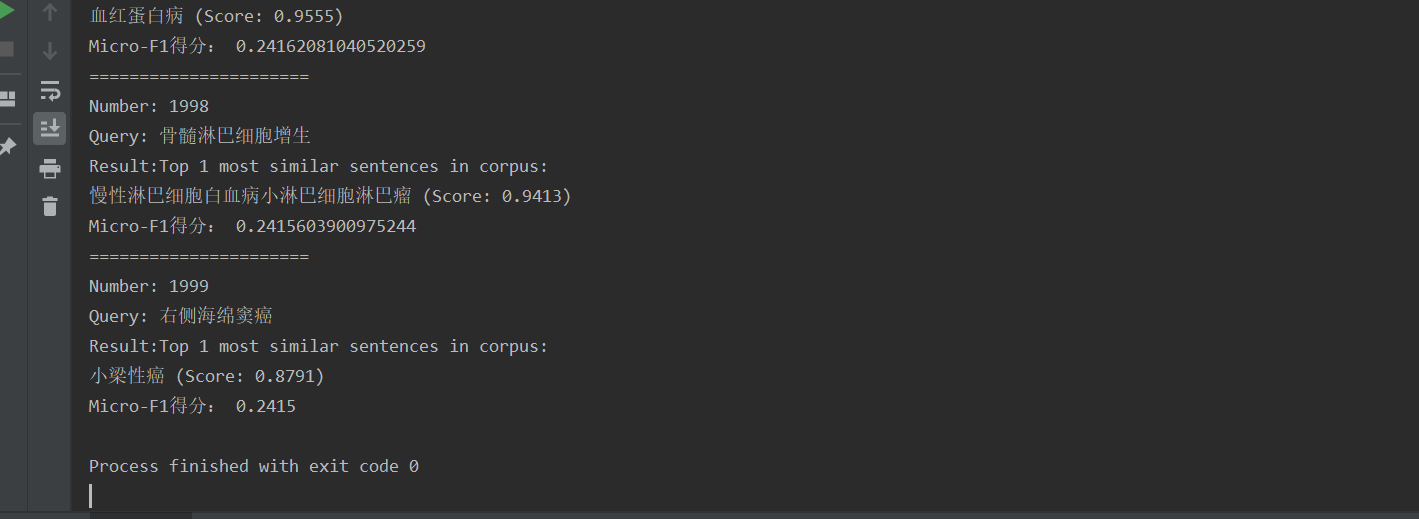 血红蛋白病 (Score: 0.9555)
Micro-F1得分： 0.24162081040520259
======================
Number: 1998
Query: 骨髓淋巴细胞增生
Result:Top 1 most similar sentences in corpus:
慢性淋巴细胞白血病小淋巴细胞淋巴瘤 (Score: 0.9413)
Micro-F1得分： 0.2415603900975244
======================
Number: 1999
Query: 右侧海绵窦癌
Result:Top 1 most similar sentences in corpus:
小梁性癌 (Score: 0.8791)
Micro-F1得分： 0.2415
Process finished with exit code 0